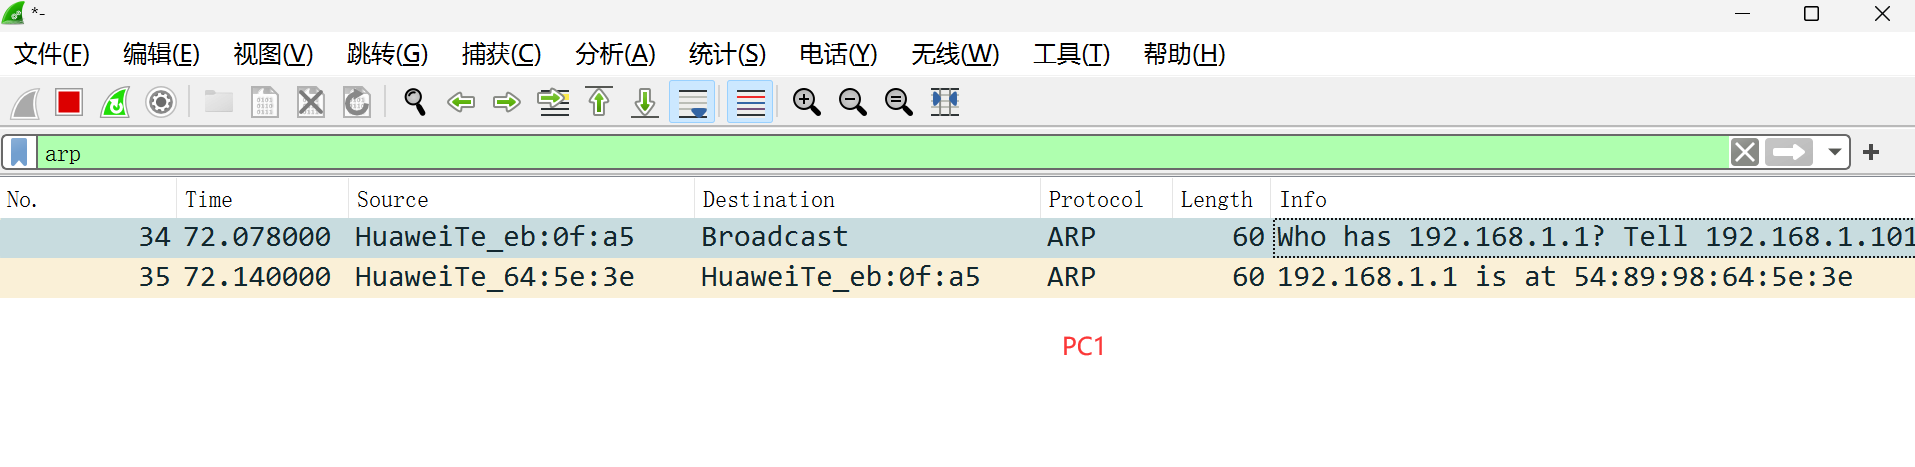 *-
文件(F) 编辑(E) 视图(V) 跳转(G) 捕获(C) 分析(A) 统计(S) 电话(Y) 无线(W) 工具(T) 帮助(H)
arp
No. Time Source Destination Protocol Length Info
34 72.078000 HuaweiTe_eb:0f:a5 Broadcast ARP 60 Who has 192.168.1.1? Tell 192.168.1.101
35 72.140000 HuaweiTe_64:5e:3e HuaweiTe_eb:0f:a5 ARP 60 192.168.1.1 is at 54:89:98:64:5e:3e
PC1